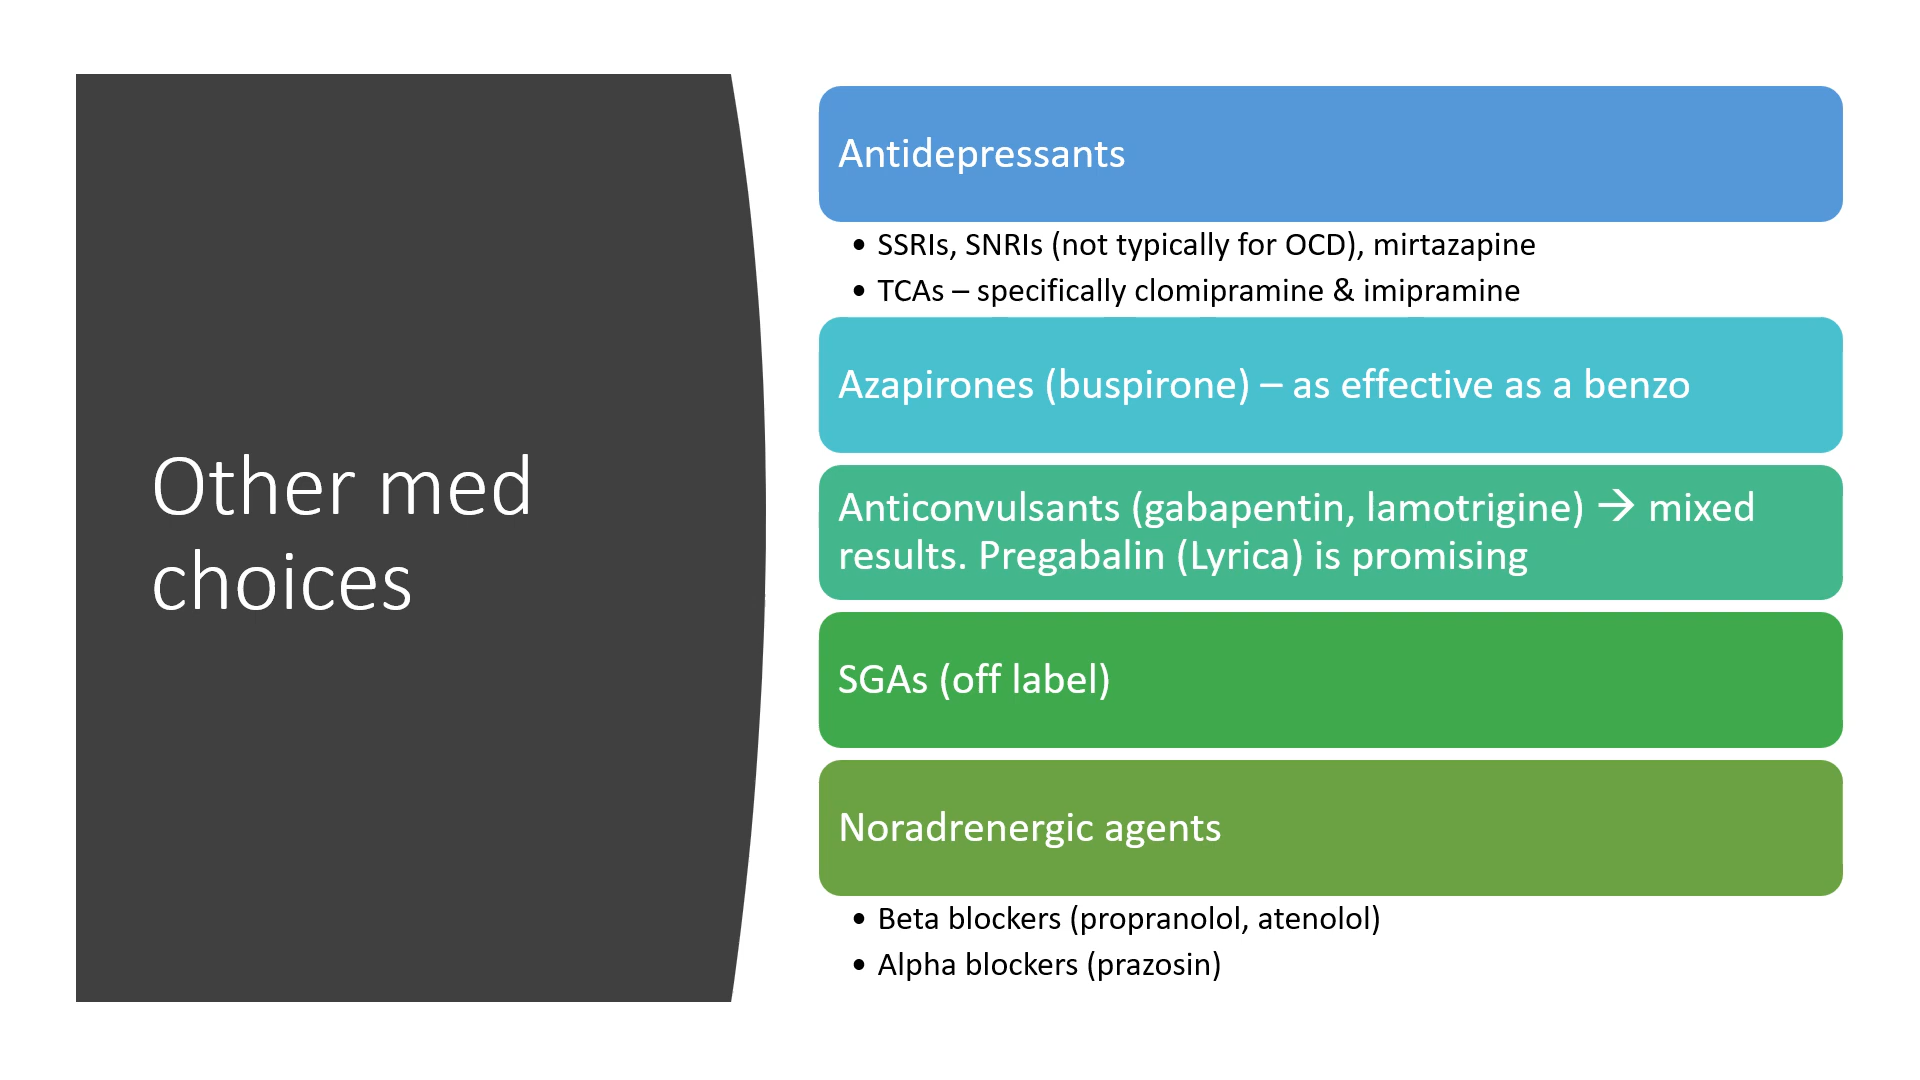 Other med
choices
Antidepressants
• SSRIs, SNRIs (not typically for OCD), mirtazapine
• TCAs – specifically clomipramine & imipramine
Azapirones (buspirone) – as effective as a benzo
Anticonvulsants (gabapentin, lamotrigine) → mixed
results. Pregabalin (Lyrica) is promising
SGAs (off label)
Noradrenergic agents
• Beta blockers (propranolol, atenolol)
• Alpha blockers (prazosin)